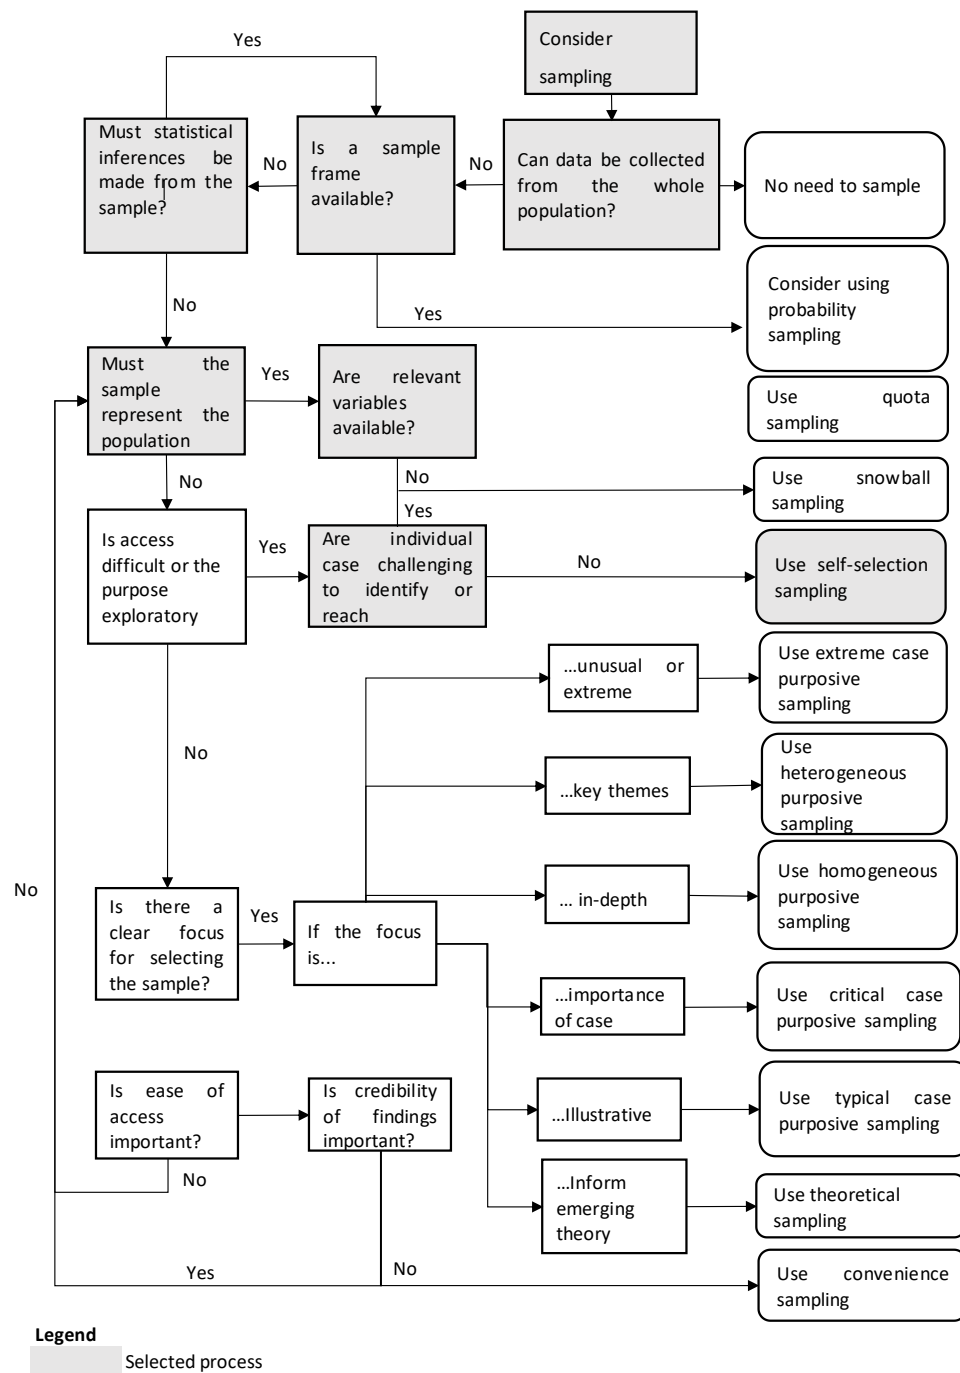 Consider
sampling
Yes
Must statistical
inferences be
made from the
sample?
No
Is a sample
frame
available?
No
Can data be collected
from the whole
population?
No need to sample
Consider using
probability
sampling
No
Yes
Must the
sample
represent the
population
Yes
Are relevant
variables
available?
Use quota
sampling
No
No
Yes
Use snowball
sampling
Is access
difficult or the
purpose
exploratory
Yes
Are individual
case challenging
to identify or
reach
No
Use self-selection
sampling
...unusual or
extreme
Use extreme case
purposive
sampling
No
...key themes
Use
heterogeneous
purposive
sampling
No
Is there a
clear focus
for selecting
the sample?
Yes
If the focus
is...
... in-depth
Use homogeneous
purposive
sampling
...importance
of case
Use critical case
purposive sampling
Is ease of
access
important?
Is credibility
of findings
important?
...Illustrative
Use typical case
purposive sampling
No
...Inform
emerging
theory
Use theoretical
sampling
Yes
No
Use convenience
sampling
Legend
Selected process